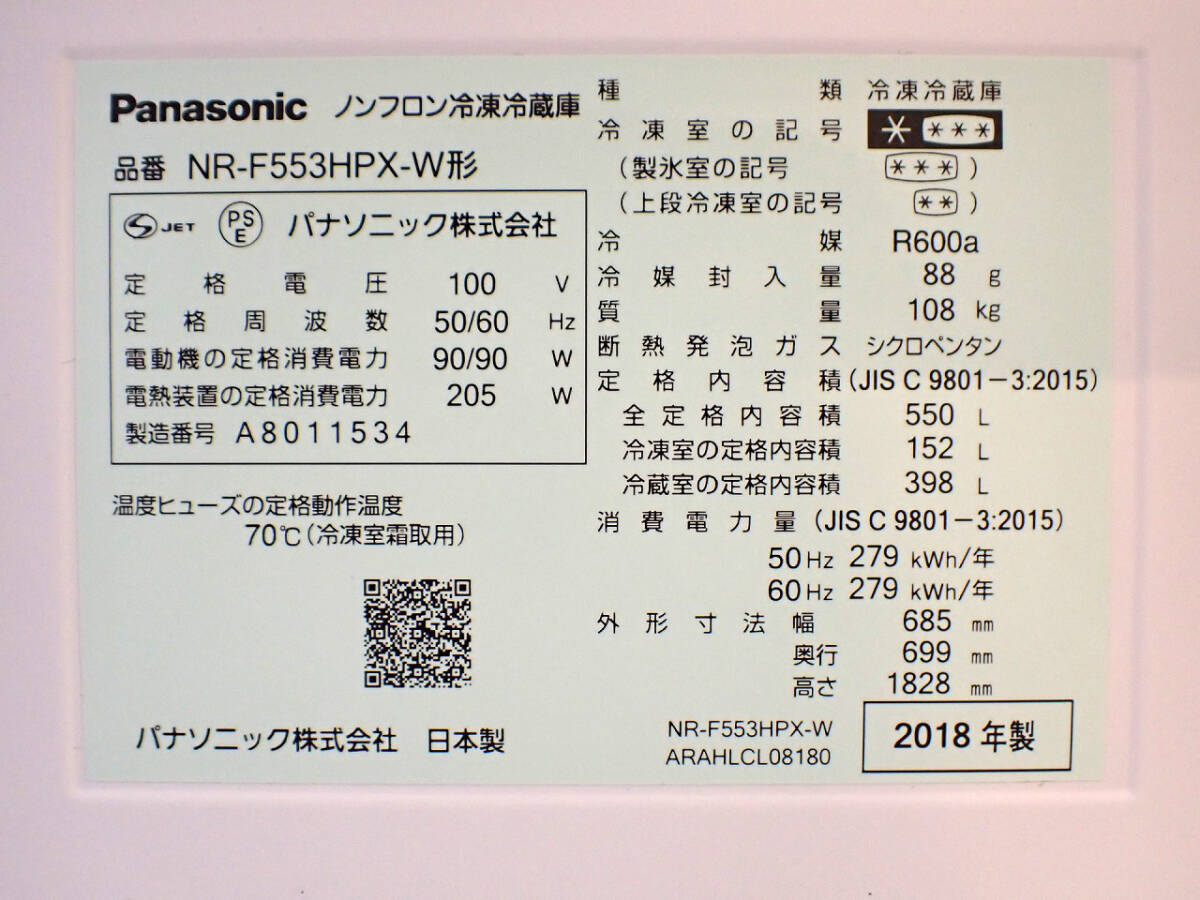 Panasonic ノンフロン冷凍冷蔵庫
品番 NR-F553HPX-W形
JET PSE パナソニック株式会社
定格電圧 100 V
定格周波数 50/60 Hz
電動機の定格消費電力 90/90 W
電熱装置の定格消費電力 205 W
製造番号 A8011534
温度ヒューズの定格動作温度
70℃(冷凍室霜取用)
パナソニック株式会社 日本製
種類 冷凍冷蔵庫
冷凍室の記号 * ***
(製氷室の記号 ***)
(上段冷凍室の記号 **)
冷媒 R600a
冷媒封入量 88 g
質量 108 kg
断熱発泡ガス シクロペンタン
定格内容積(JIS C 9801-3:2015)
全定格内容積 550 L
冷凍室の定格内容積 152 L
冷蔵室の定格内容積 398 L
消費電力量(JIS C 9801-3:2015)
50Hz 279 kWh/年
60Hz 279 kWh/年
外形寸法幅 685 mm
奥行 699 mm
高さ 1828 mm
NR-F553HPX-W
ARAHLCL08180
2018年製